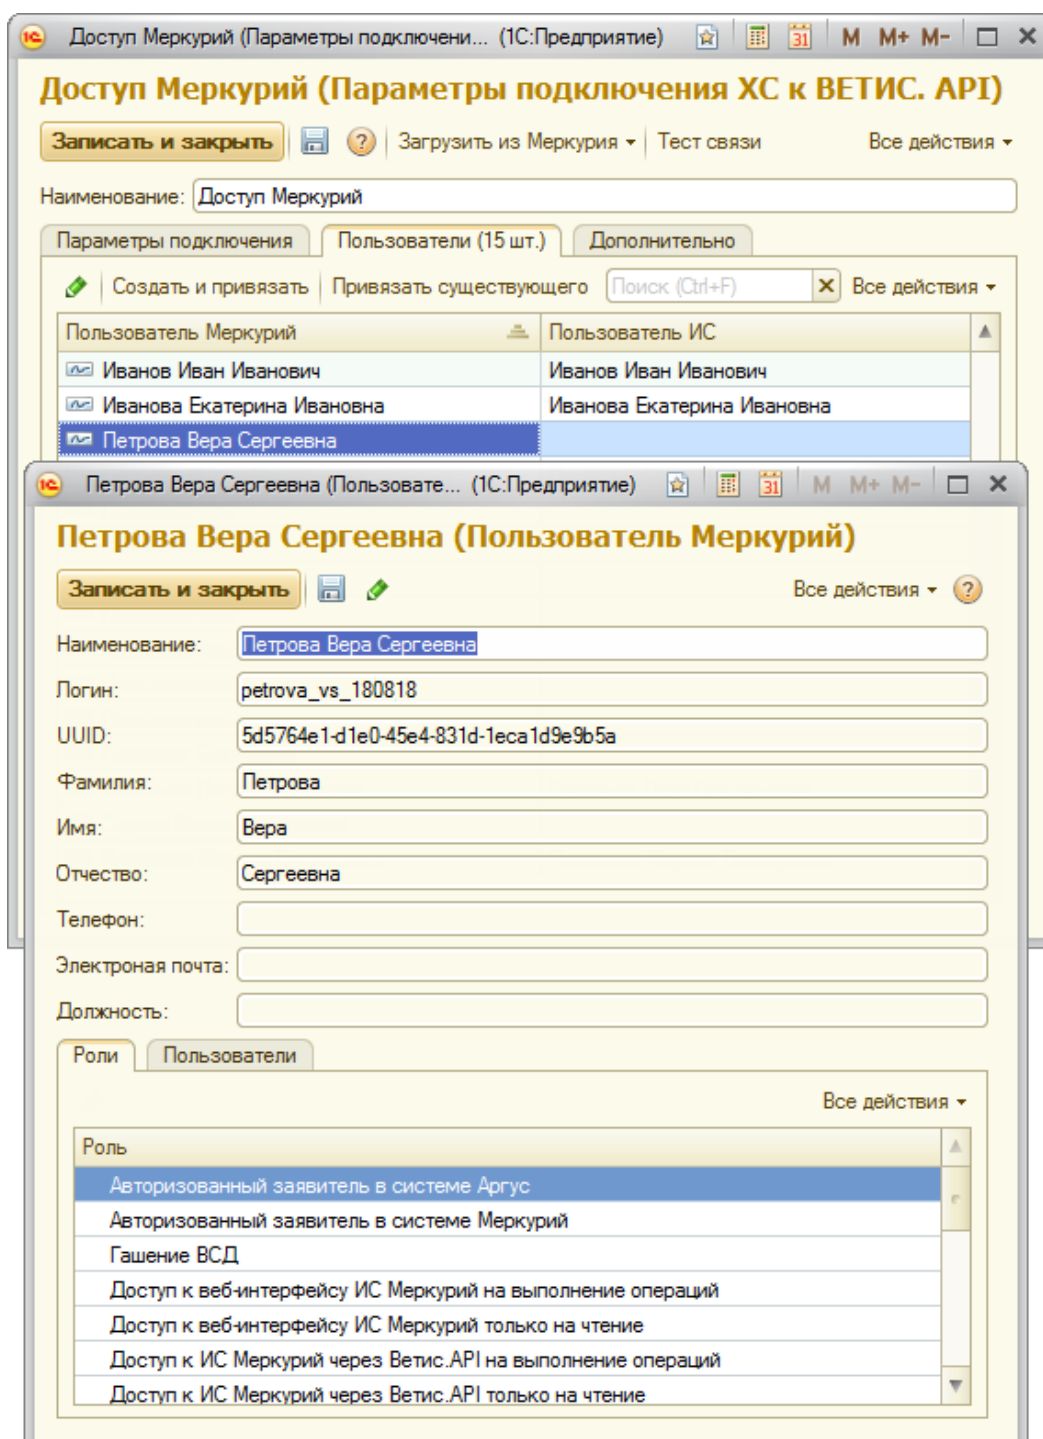 Доступ Меркурий (Параметры подключени... (1С:Предприятие) 31 M M+ M-
Доступ Меркурий (Параметры подключения ХС к ВЕТИС. API)
Записать и закрыть ? Загрузить из Меркурия Тест связи Все действия
Наименование: Доступ Меркурий
Параметры подключения Пользователи (15 шт.) Дополнительно
Создать и привязать Привязать существующего Поиск (Ctrl+F) Все действия
Пользователь Меркурий Пользователь ИС
Иванов Иван Иванович Иванов Иван Иванович
Иванова Екатерина Ивановна Иванова Екатерина Ивановна
Петрова Вера Сергеевна
Петрова Вера Сергеевна (Пользовате... (1С:Предприятие) 31 M M+ M-
Петрова Вера Сергеевна (Пользователь Меркурий)
Записать и закрыть Все действия ?
Наименование: Петрова Вера Сергеевна
Логин: petrova_vs_180818
UUID: 5d5764e1-d1e0-45e4-831d-1eca1d9e9b5a
Фамилия: Петрова
Имя: Вера
Отчество: Сергеевна
Телефон:
Электроная почта:
Должность:
Роли Пользователи
Все действия
Роль
Авторизованный заявитель в системе Аргус
Авторизованный заявитель в системе Меркурий
Гашение ВСД
Доступ к веб-интерфейсу ИС Меркурий на выполнение операций
Доступ к веб-интерфейсу ИС Меркурий только на чтение
Доступ к ИС Меркурий через Ветис.API на выполнение операций
Доступ к ИС Меркурий через Ветис.API только на чтение